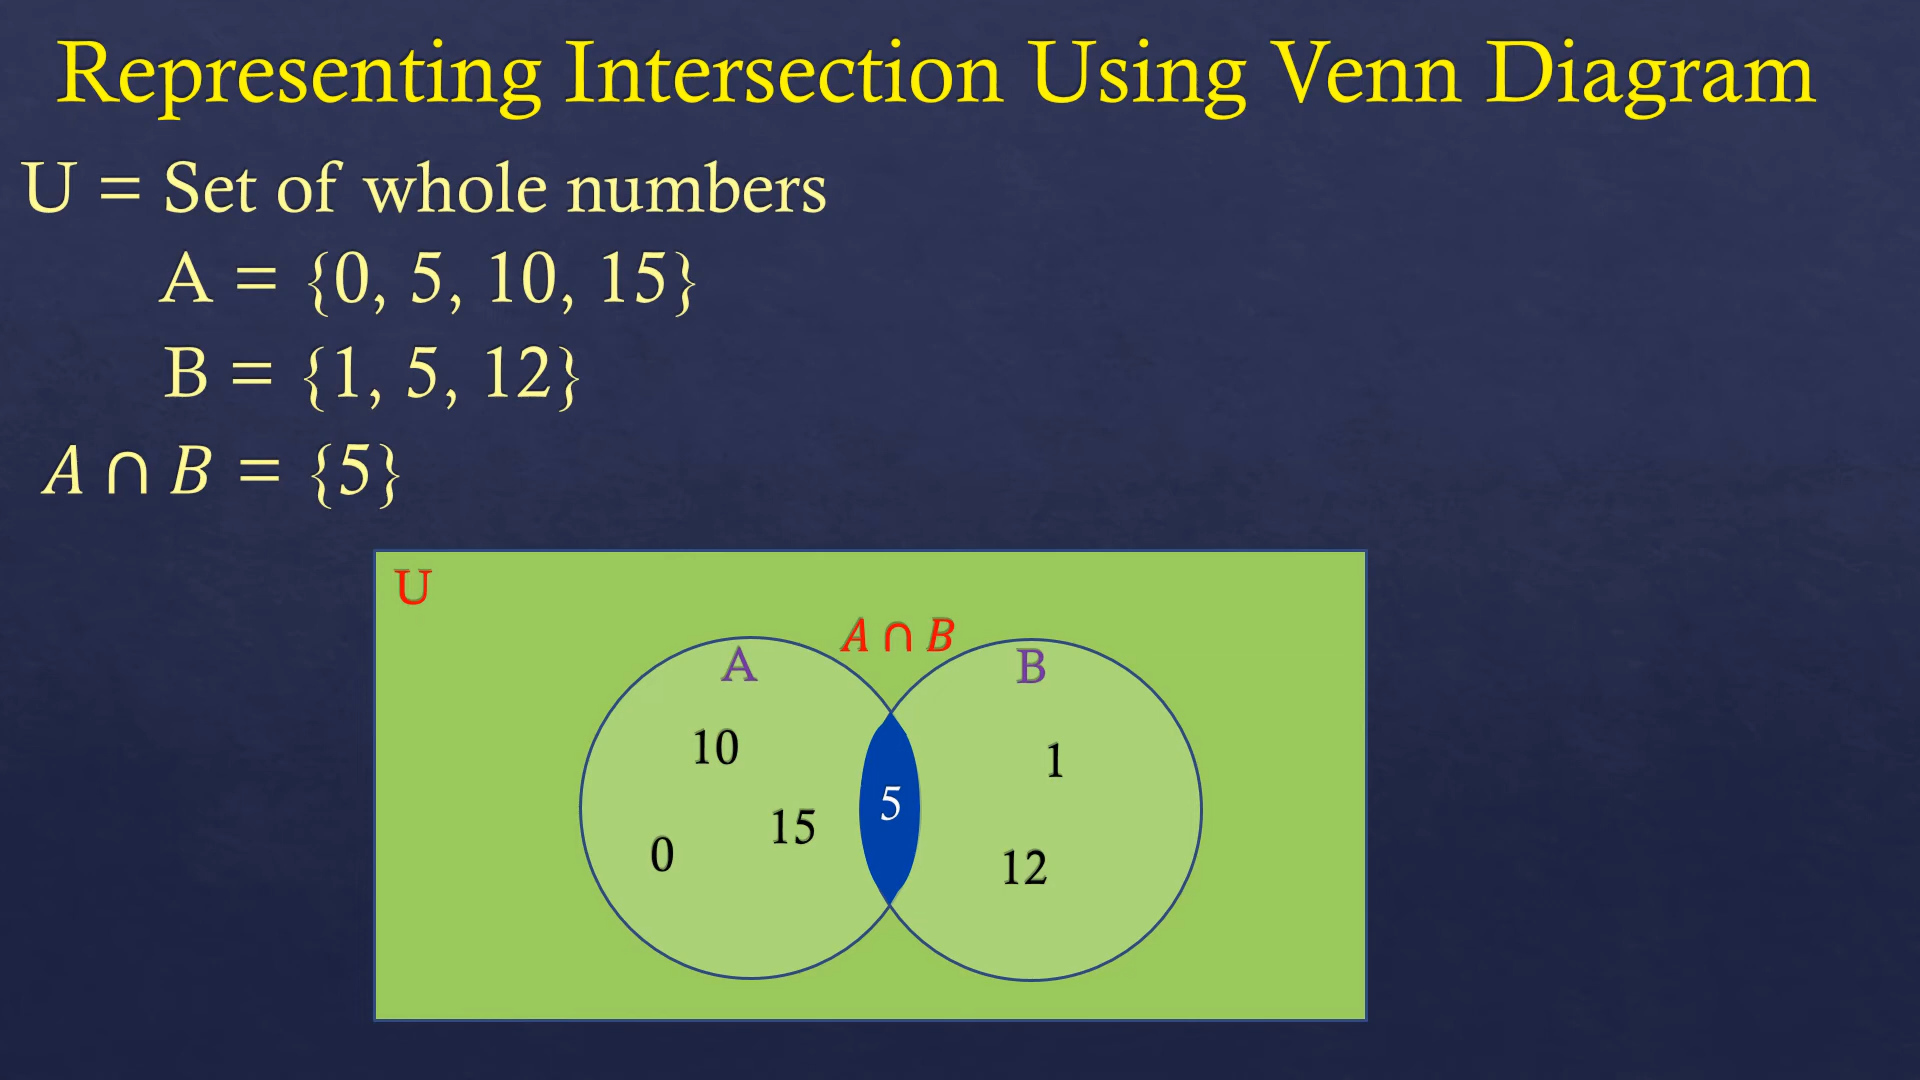 Representing Intersection Using Venn Diagram
U = Set of whole numbers
A = {0, 5, 10, 15}
B = {1, 5, 12}
A ∩ B = {5}
U
A ∩ B
A
B
10
1
5
15
0
12